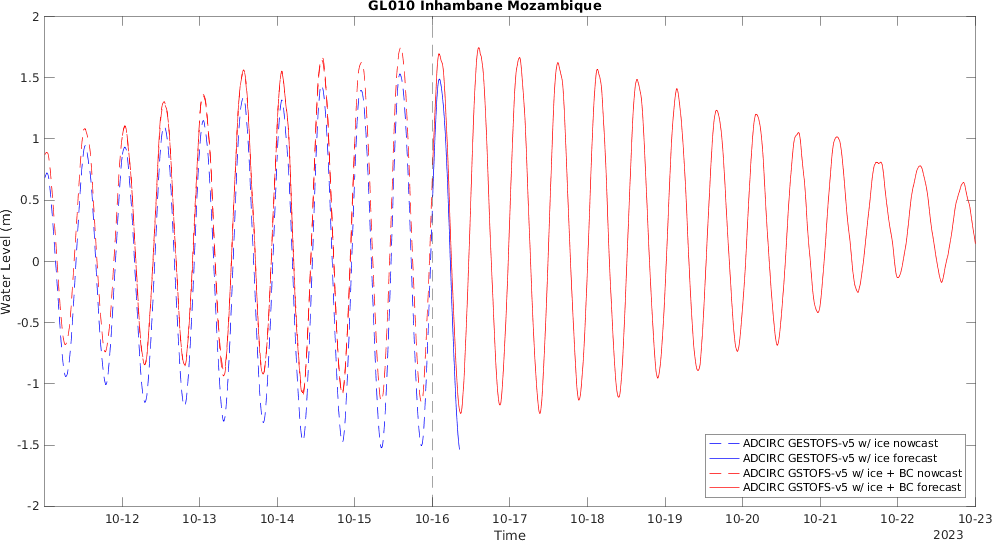 GL010 Inhambane Mozambique
2
1.5
1
0.5
0
-0.5
-1
-1.5
-2
Water Level (m)
ADCIRC GESTOFS-v5 w/ ice nowcast
ADCIRC GESTOFS-v5 w/ ice forecast
ADCIRC GSTOFS-v5 w/ ice + BC nowcast
ADCIRC GSTOFS-v5 w/ ice + BC forecast
10-12 10-13 10-14 10-15 10-16 10-17 10-18 10-19 10-20 10-21 10-22 10-23
Time
2023